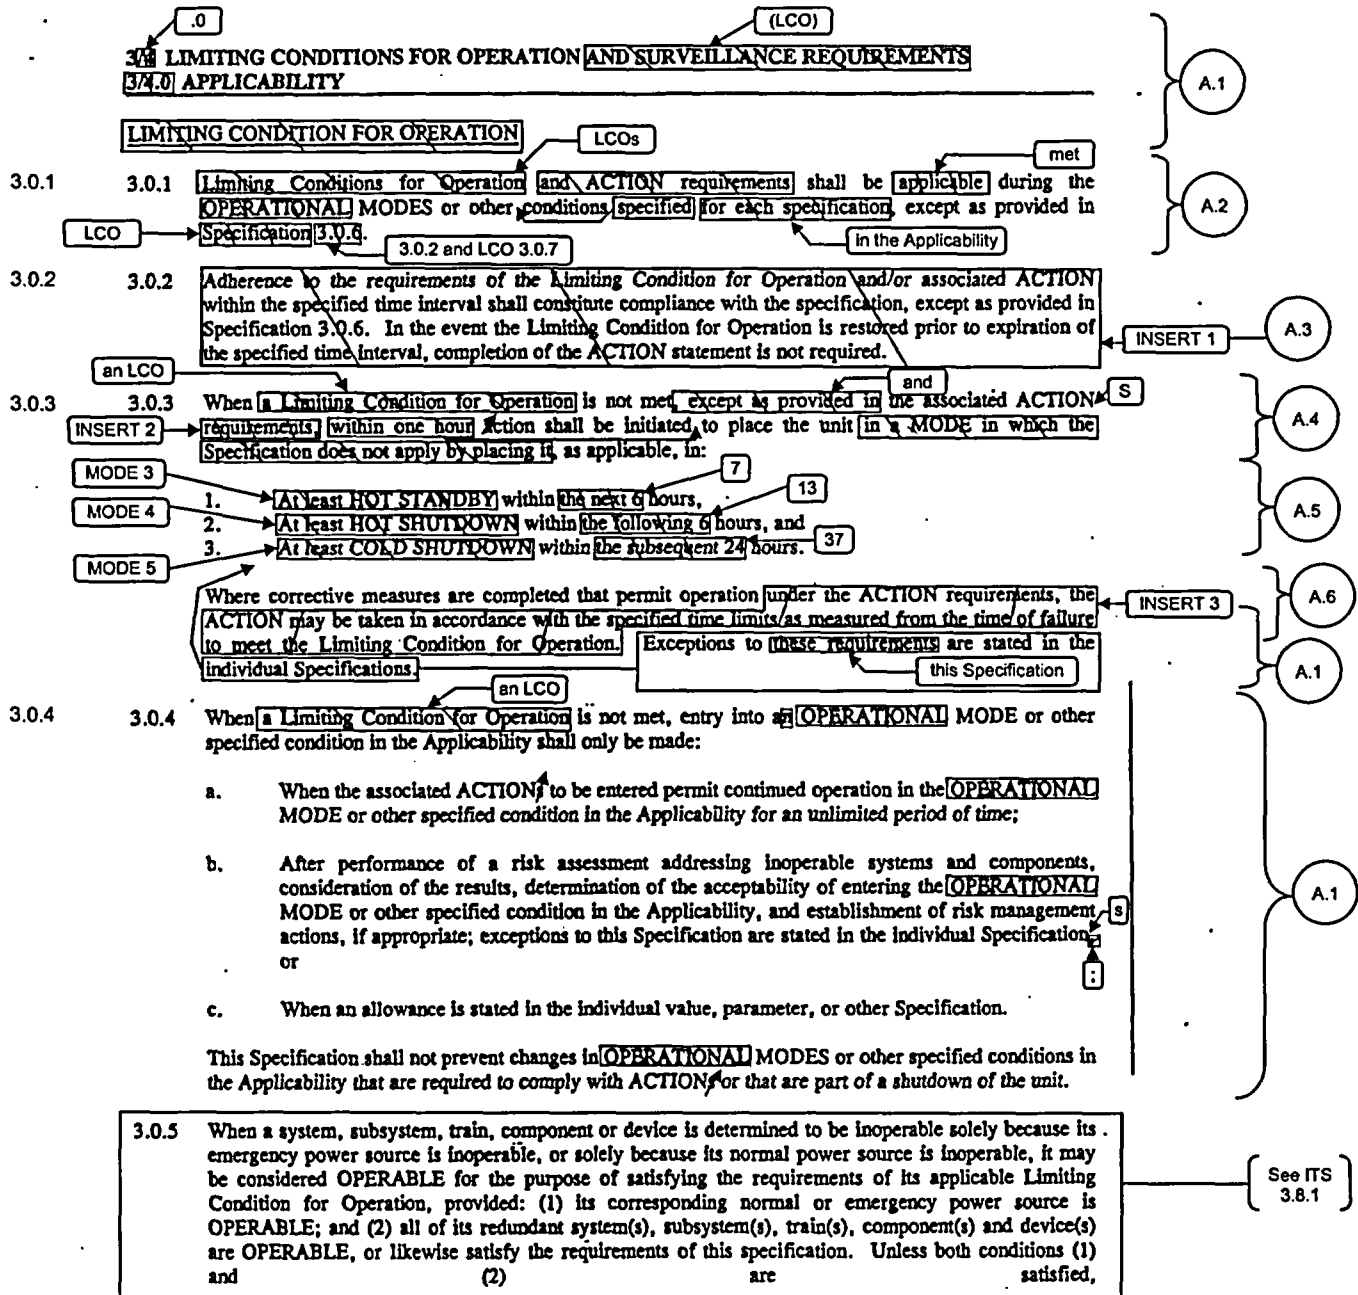 .0
(LCO)
3/4 LIMITING CONDITIONS FOR OPERATION AND SURVEILLANCE REQUIREMENTS
3/4.0 APPLICABILITY
A.1
LIMITING CONDITION FOR OPERATION
LCOs
met
3.0.1 3.0.1 Limiting Conditions for Operation and ACTION requirements shall be applicable during the
OPERATIONAL MODES or other conditions specified for each specification, except as provided in
A.2
LCO
Specification 3.0.6.
3.0.2 and LCO 3.0.7
in the Applicability
3.0.2 3.0.2 Adherence to the requirements of the Limiting Condition for Operation and/or associated ACTION
within the specified time interval shall constitute compliance with the specification, except as provided in
Specification 3.0.6. In the event the Limiting Condition for Operation is restored prior to expiration of
the specified time interval, completion of the ACTION statement is not required.
INSERT 1
A.3
an LCO
and
3.0.3 3.0.3 When a Limiting Condition for Operation is not met, except as provided in the associated ACTION
S
INSERT 2
requirements, within one hour action shall be initiated to place the unit in a MODE in which the
Specification does not apply by placing it, as applicable, in:
A.4
MODE 3
7
1. At least HOT STANDBY within the next 6 hours,
MODE 4
13
2. At least HOT SHUTDOWN within the following 6 hours, and
A.5
3. At least COLD SHUTDOWN within the subsequent 24 hours.
37
MODE 5
Where corrective measures are completed that permit operation under the ACTION requirements, the
ACTION may be taken in accordance with the specified time limits as measured from the time of failure
to meet the Limiting Condition for Operation. Exceptions to these requirements are stated in the
individual Specifications.
INSERT 3
A.6
this Specification
A.1
an LCO
3.0.4 3.0.4 When a Limiting Condition for Operation is not met, entry into an OPERATIONAL MODE or other
specified condition in the Applicability shall only be made:
a. When the associated ACTIONs to be entered permit continued operation in the OPERATIONAL
MODE or other specified condition in the Applicability for an unlimited period of time;
b. After performance of a risk assessment addressing inoperable systems and components,
consideration of the results, determination of the acceptability of entering the OPERATIONAL
MODE or other specified condition in the Applicability, and establishment of risk management
actions, if appropriate; exceptions to this Specification are stated in the individual Specification,
or
s
;
A.1
c. When an allowance is stated in the individual value, parameter, or other Specification.
This Specification shall not prevent changes in OPERATIONAL MODES or other specified conditions in
the Applicability that are required to comply with ACTIONs or that are part of a shutdown of the unit.
3.0.5 When a system, subsystem, train, component or device is determined to be inoperable solely because its
emergency power source is inoperable, or solely because its normal power source is inoperable, it may
be considered OPERABLE for the purpose of satisfying the requirements of its applicable Limiting
Condition for Operation, provided: (1) its corresponding normal or emergency power source is
OPERABLE; and (2) all of its redundant system(s), subsystem(s), train(s), component(s) and device(s)
are OPERABLE, or likewise satisfy the requirements of this specification. Unless both conditions (1)
and (2) are satisfied,
See ITS
3.8.1